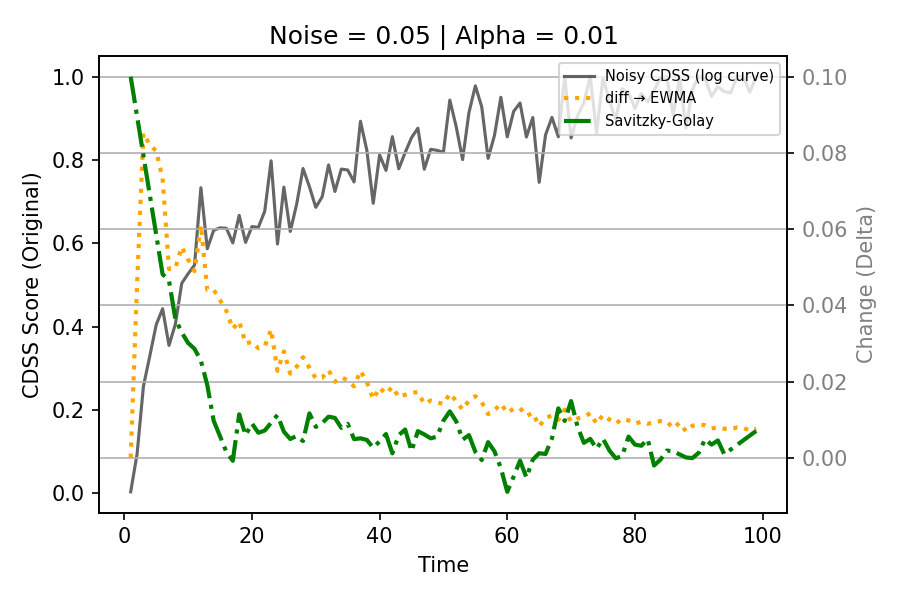 Noise = 0.05 | Alpha = 0.01
Noisy CDSS (log curve)
diff → EWMA
Savitzky-Golay
CDSS Score (Original)
1.0
0.8
0.6
0.4
0.2
0.0
0.10
0.08
0.06
0.04
0.02
0.00
Change (Delta)
0 20 40 60 80 100
Time